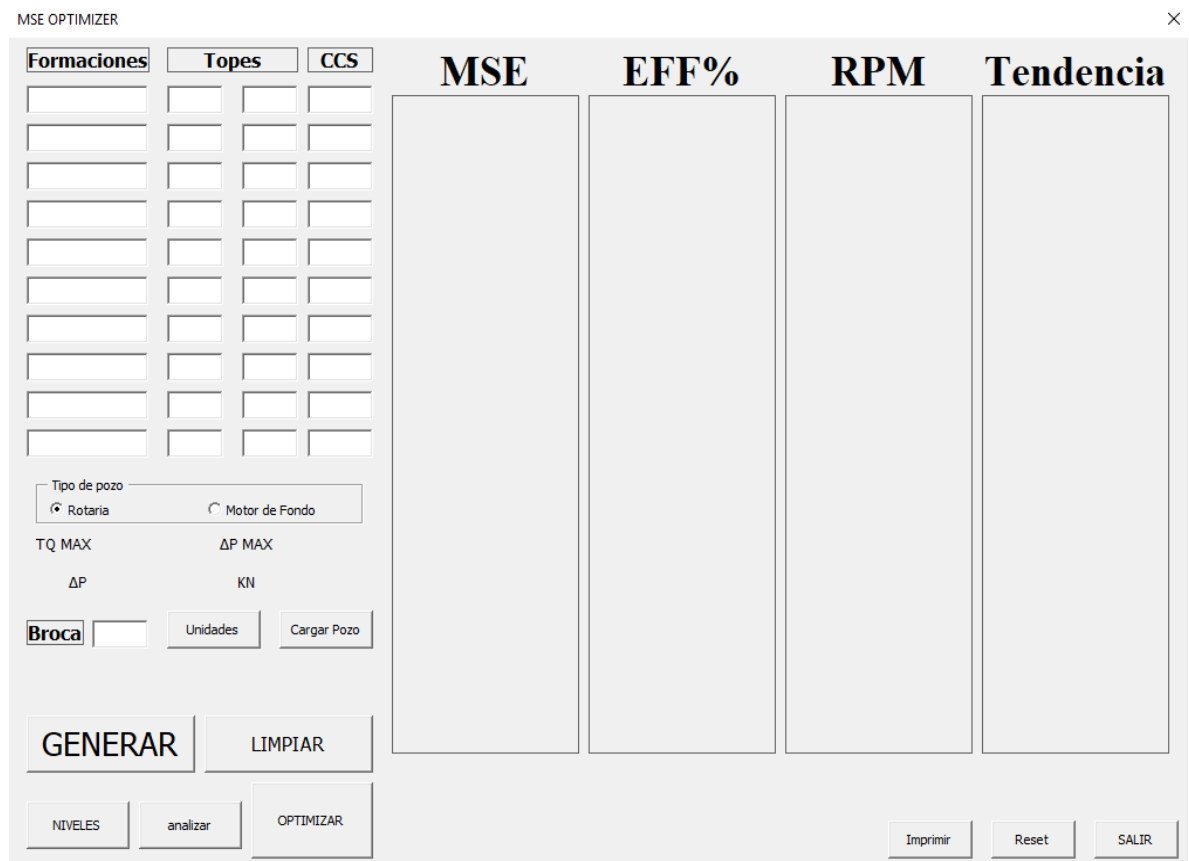 MSE OPTIMIZER
Formaciones Topes CCS
MSE EFF% RPM Tendencia
Tipo de pozo
Rotaria Motor de Fondo
TQ MAX ΔP MAX
ΔP KN
Broca Unidades Cargar Pozo
GENERAR LIMPIAR
NIVELES analizar OPTIMIZAR
Imprimir Reset SALIR